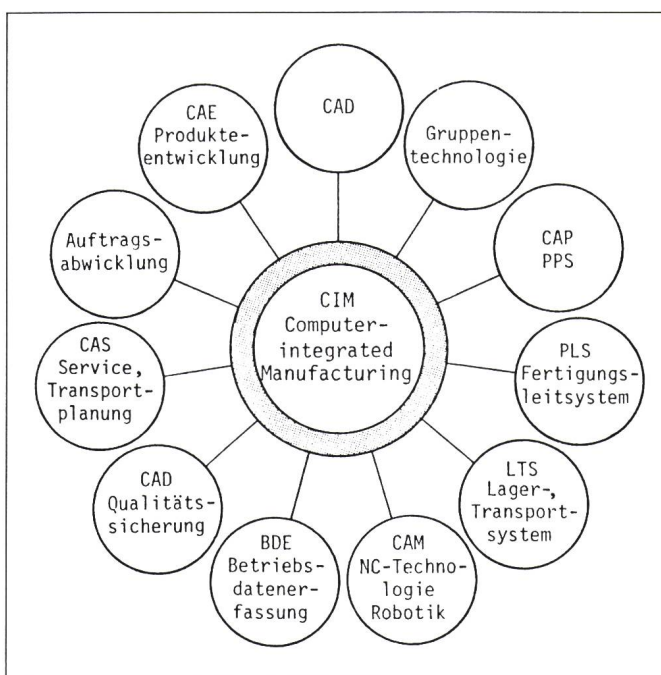 CAD
Gruppen-
technologie
CAP
PPS
PLS
Fertigungs-
leitsystem
LTS
Lager-,
Transport-
system
CAM
NC-Techno-
logie
Robotik
BDE
Betriebs-
datener-
fassung
CAD
Qualitäts-
sicherung
CAS
Service,
Transport-
planung
Auftrags-
abwicklung
CAE
Produkte-
entwicklung
CIM
Computer-
integrated
Manufacturing